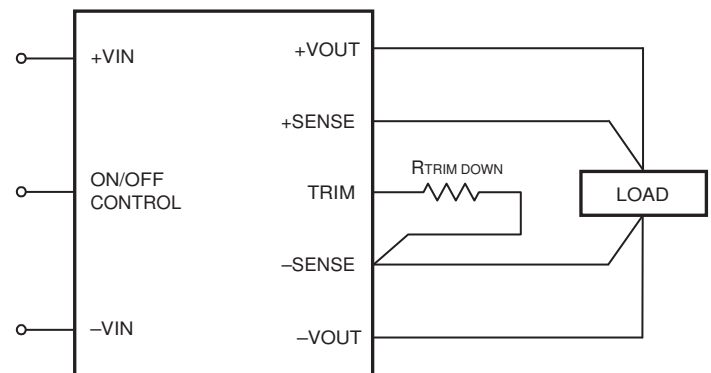 +VIN
ON/OFF
CONTROL
–VIN
+VOUT
+SENSE
TRIM
–SENSE
–VOUT
RTRIM DOWN
LOAD